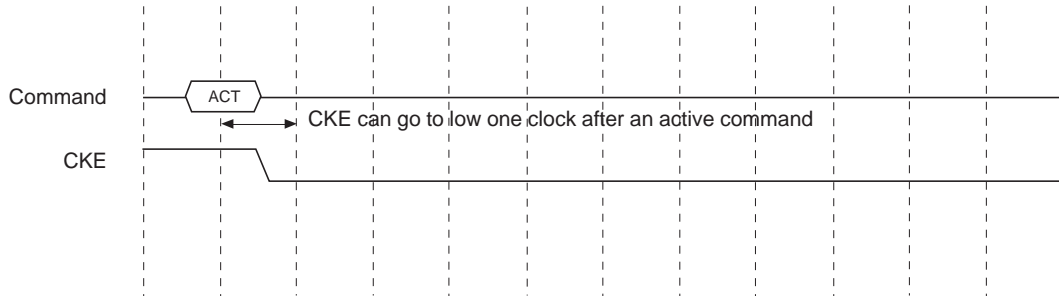 Command
ACT
CKE can go to low one clock after an active command
CKE